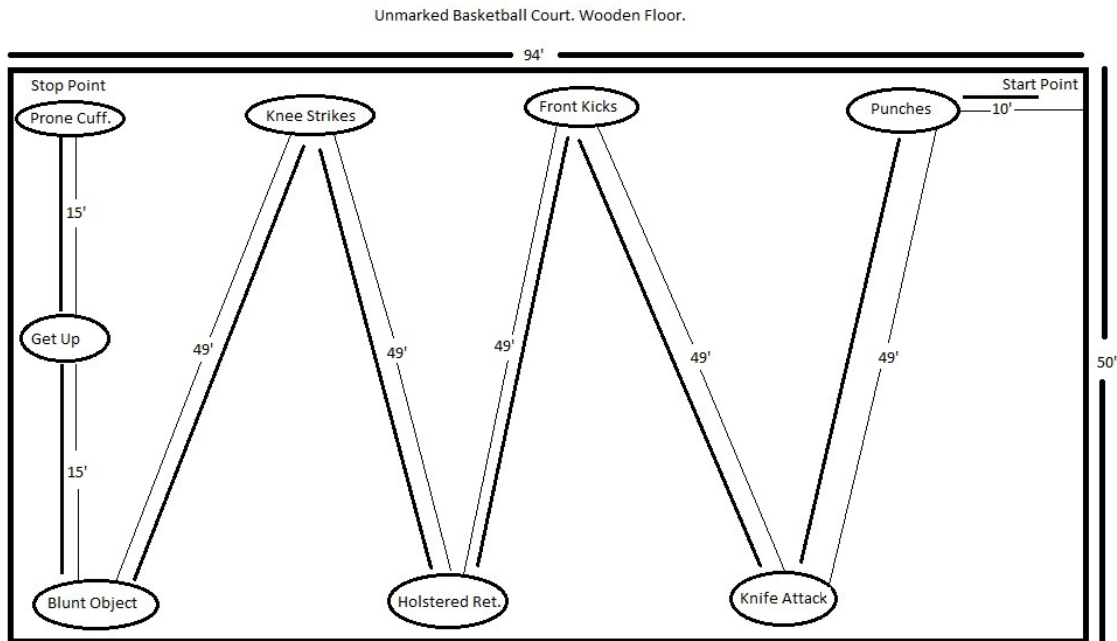 Unmarked Basketball Court. Wooden Floor.
94'
Stop Point
Start Point
Prone Cuff.
Knee Strikes
Front Kicks
Punches
10'
15'
Get Up
49'
49'
49'
49'
49'
50'
15'
Blunt Object
Holstered Ret.
Knife Attack